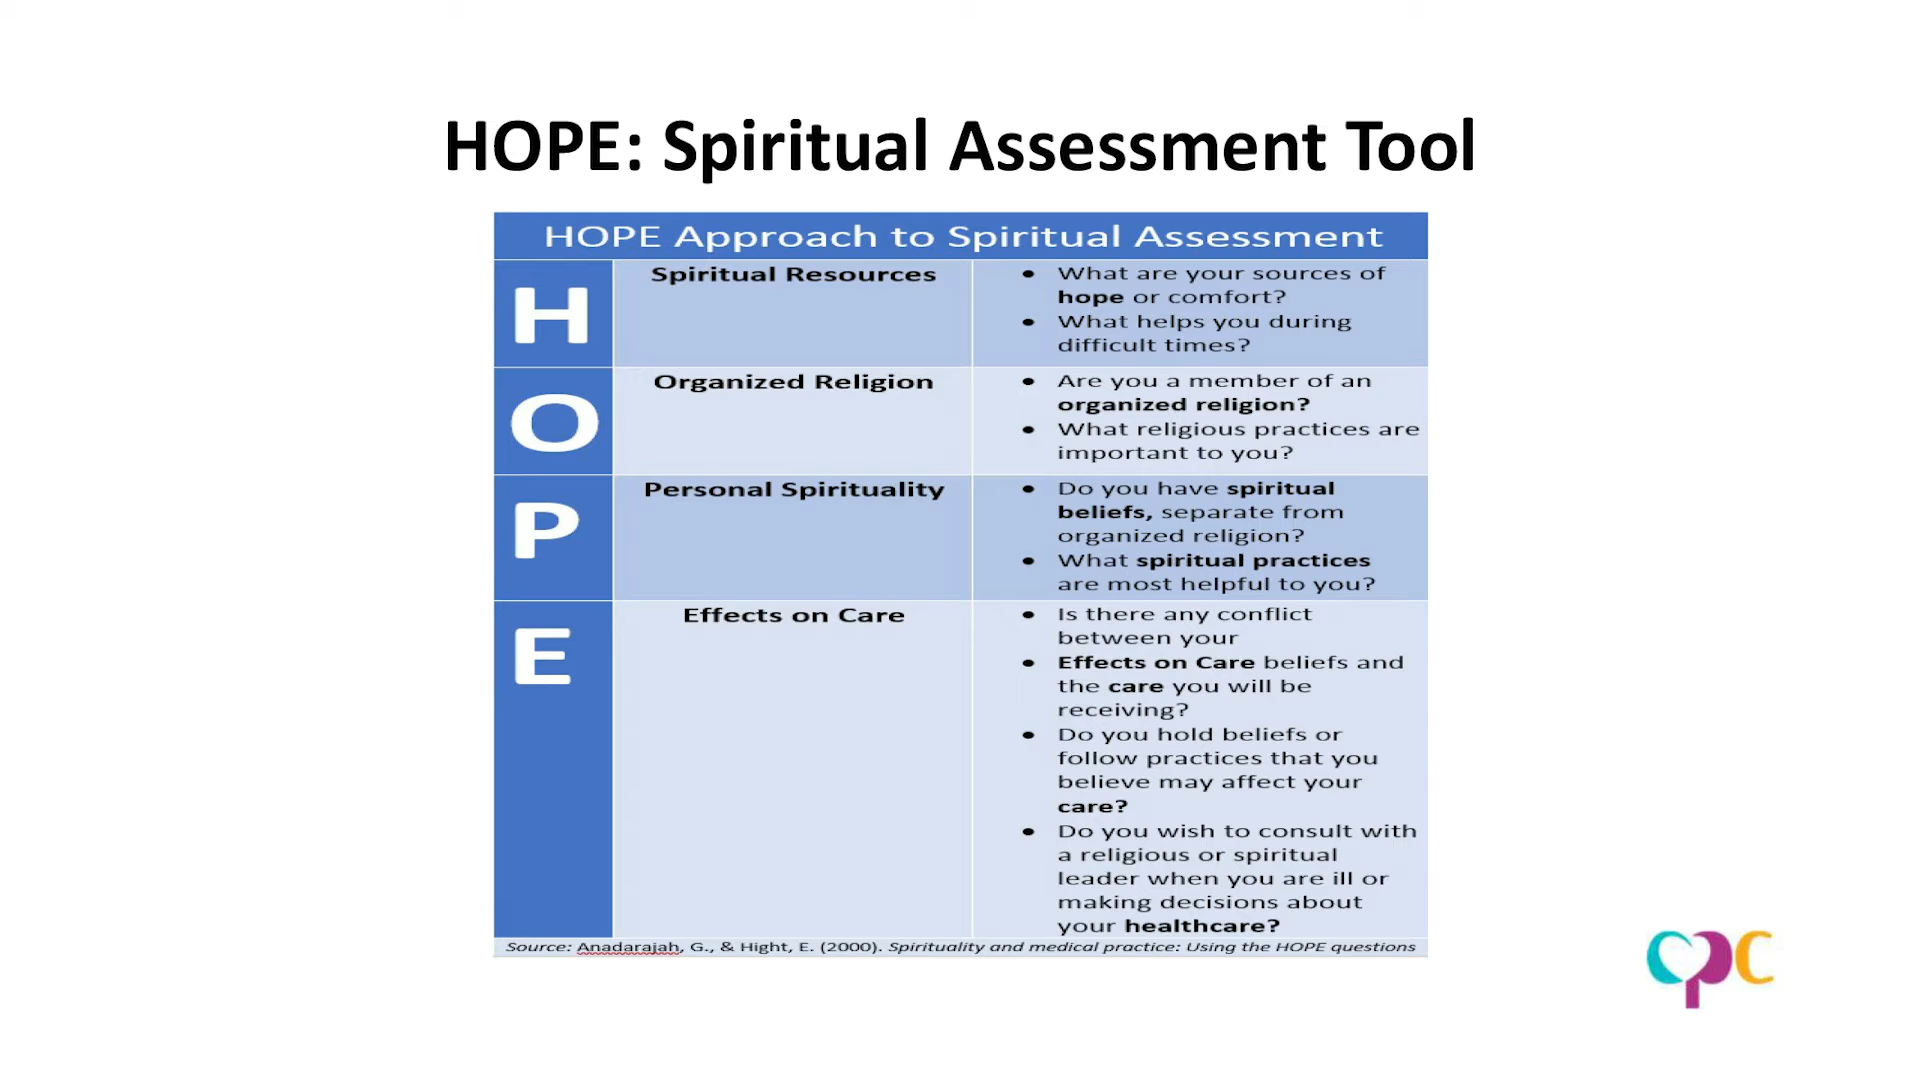 HOPE: Spiritual Assessment Tool
HOPE Approach to Spiritual Assessment
H
Spiritual Resources
• What are your sources of
hope or comfort?
• What helps you during
difficult times?
O
Organized Religion
• Are you a member of an
organized religion?
• What religious practices are
important to you?
P
Personal Spirituality
• Do you have spiritual
beliefs, separate from
organized religion?
• What spiritual practices
are most helpful to you?
E
Effects on Care
• Is there any conflict
between your
• Effects on Care beliefs and
the care you will be
receiving?
• Do you hold beliefs or
follow practices that you
believe may affect your
care?
• Do you wish to consult with
a religious or spiritual
leader when you are ill or
making decisions about
your healthcare?
Source: Anadarajah, G., & Hight, E. (2000). Spirituality and medical practice: Using the HOPE questions
CPC